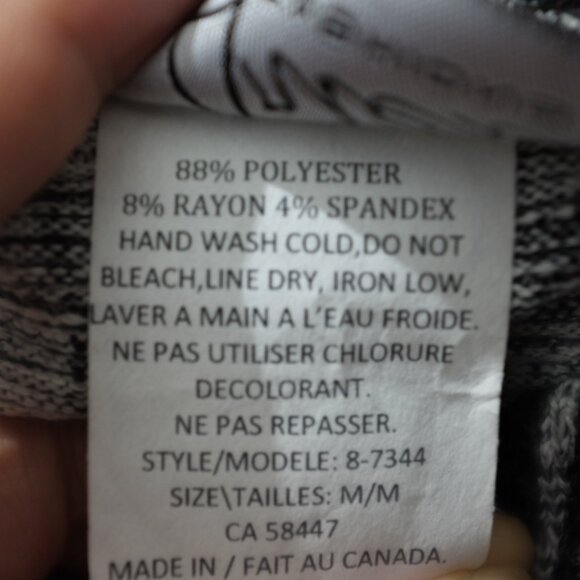 88% POLYESTER
8% RAYON 4% SPANDEX
HAND WASH COLD,DO NOT
BLEACH,LINE DRY, IRON LOW,
LAVER A MAIN A L'EAU FROIDE.
NE PAS UTILISER CHLORURE
DECOLORANT.
NE PAS REPASSER.
STYLE/MODELE: 8-7344
SIZE\TAILLES: M/M
CA 58447
MADE IN / FAIT AU CANADA.